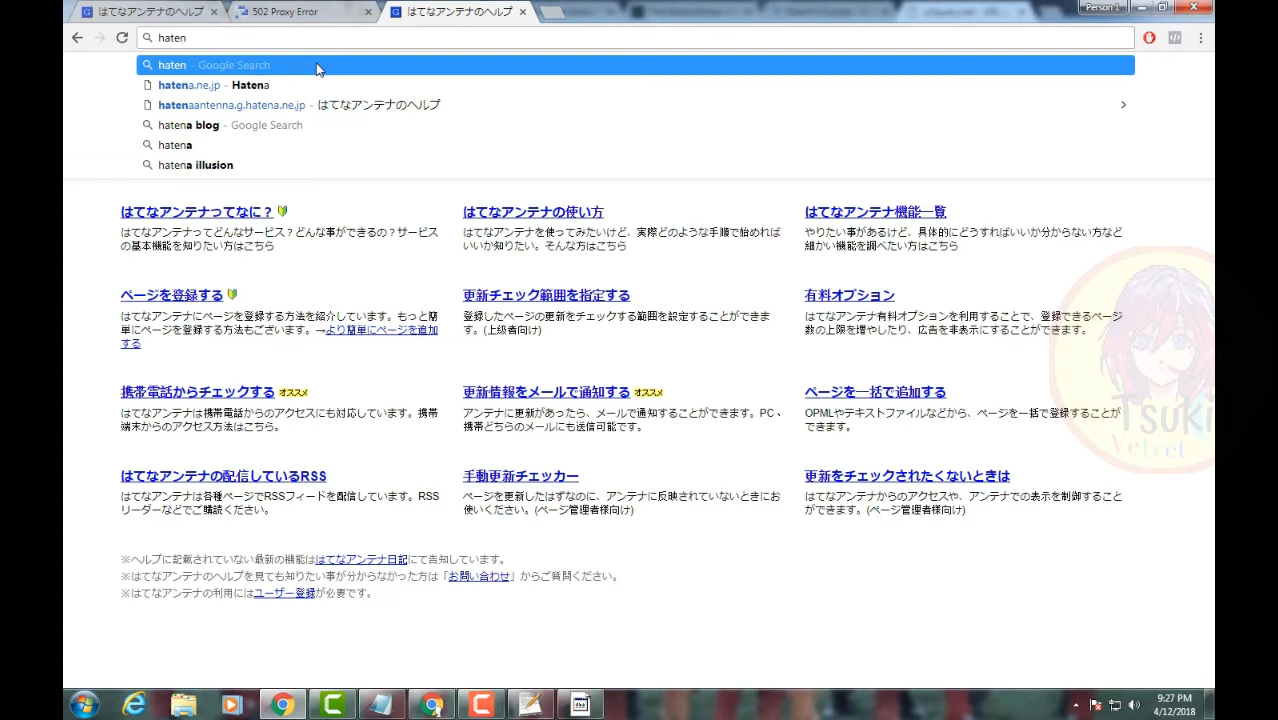 はてなアンテナのヘルプ
502 Proxy Error
はてなアンテナのヘルプ
Person 1
haten
haten - Google Search
hatena.ne.jp - Hatena
hatenaantenna.g.hatena.ne.jp - はてなアンテナのヘルプ
hatena blog - Google Search
hatena
hatena illusion
はてなアンテナってなに？
はてなアンテナってどんなサービス？どんな事ができるの？サービス
の基本機能を知りたい方はこちら
はてなアンテナの使い方
はてなアンテナを使ってみたいけど、実際どのような手順で始めれば
いいか知りたい。そんな方はこちら
はてなアンテナ機能一覧
やりたい事があるけど、具体的にどうすればいいか分からない方など
細かい機能を調べたい方はこちら
ページを登録する
はてなアンテナにページを登録する方法を紹介しています。もっと簡
単にページを登録する方法もございます。→より簡単にページを追加
する
更新チェック範囲を指定する
登録したページの更新をチェックする範囲を設定することができま
す。(上級者向け)
有料オプション
はてなアンテナ有料オプションを利用することで、登録できるページ
数の上限を増やしたり、広告を非表示にすることができます。
携帯電話からチェックする オススメ
はてなアンテナは携帯電話からのアクセスにも対応しています。携帯
端末からのアクセス方法はこちら。
更新情報をメールで通知する オススメ
アンテナに更新があったら、メールで通知することができます。PC、
携帯どちらのメールにも送信可能です。
ページを一括で追加する
OPMLやテキストファイルなどから、ページを一括で登録することが
できます。
はてなアンテナの配信しているRSS
はてなアンテナは各種ページでRSSフィードを配信しています。RSS
リーダーなどでご購読ください。
手動更新チェッカー
ページを更新したはずなのに、アンテナに反映されていないときにお
使いください。(ページ管理者様向け)
更新をチェックされたくないときは
はてなアンテナからのアクセスや、アンテナでの表示を制御すること
ができます。(ページ管理者様向け)
※ヘルプに記載されていない最新の機能ははてなアンテナ日記にて告知しています。
※はてなアンテナのヘルプを見ても知りたい事が分からなかった方は「お問い合わせ」からご質問ください。
※はてなアンテナの利用にはユーザー登録が必要です。
Tsuki
Velvet
9:27 PM
4/12/2018